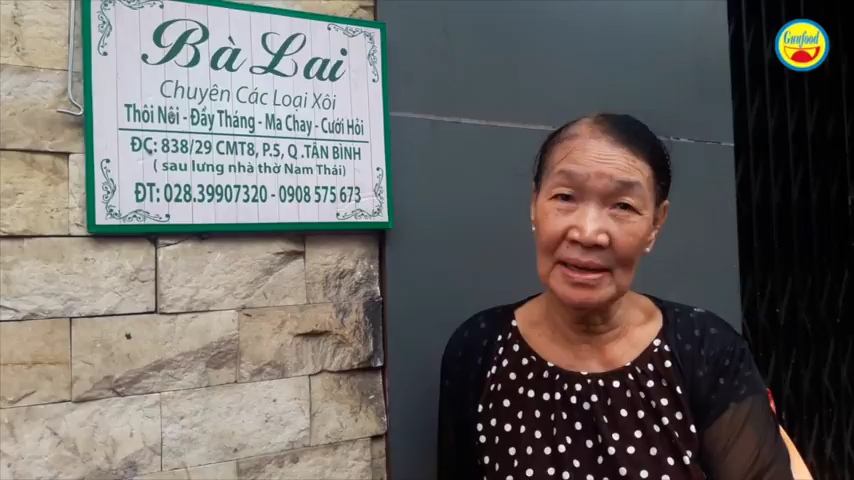 Bà Lai
Chuyên Các Loại Xôi
Thôi Nôi - Đầy Tháng - Ma Chay - Cưới Hỏi
ĐC: 838/29 CMT8, P.5, Q.TÂN BÌNH
( sau lưng nhà thờ Nam Thái)
ĐT: 028.39907320 - 0908 575 673
Guufood